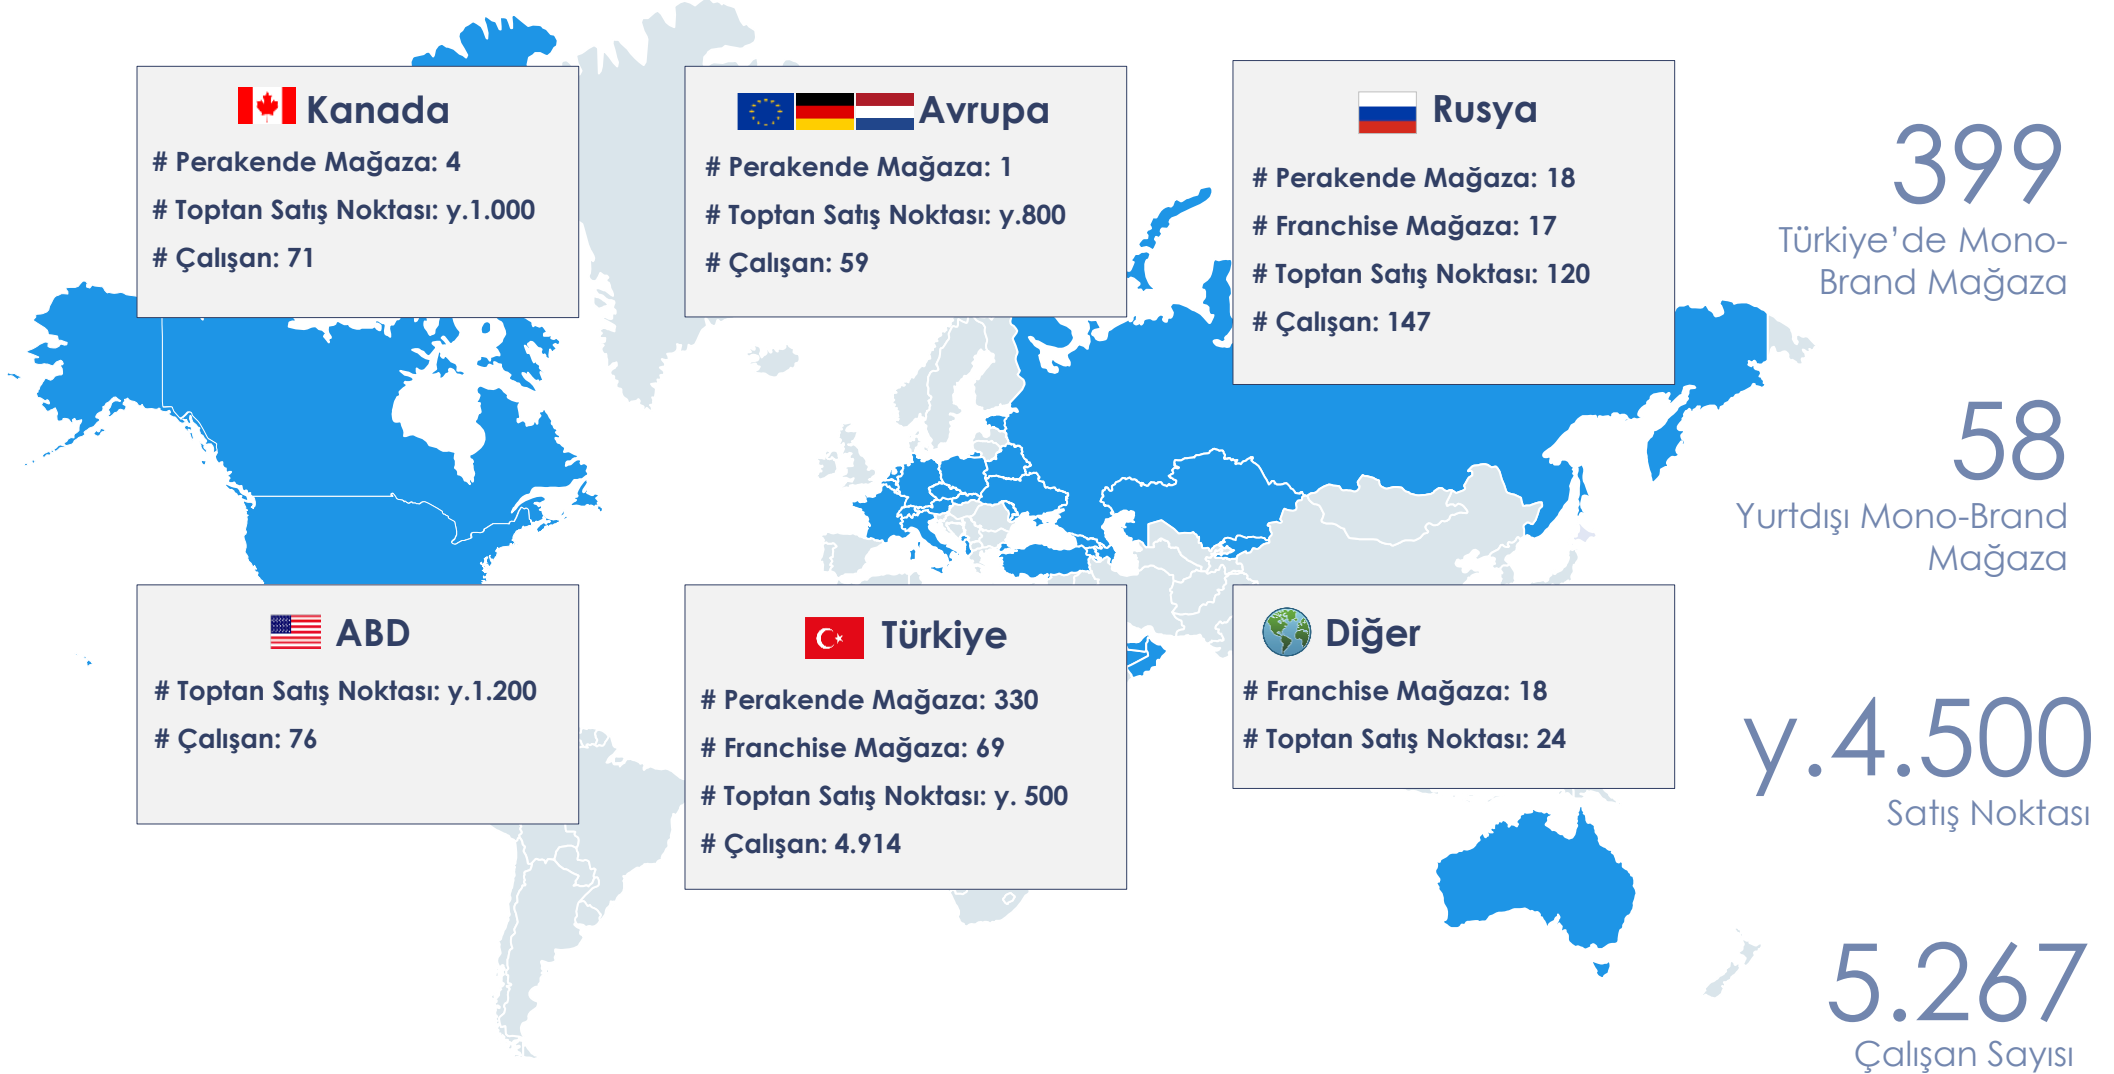 Kanada
# Perakende Mağaza: 4
# Toptan Satış Noktası: y.1.000
# Çalışan: 71
Avrupa
# Perakende Mağaza: 1
# Toptan Satış Noktası: y.800
# Çalışan: 59
Rusya
# Perakende Mağaza: 18
# Franchise Mağaza: 17
# Toptan Satış Noktası: 120
# Çalışan: 147
ABD
# Toptan Satış Noktası: y.1.200
# Çalışan: 76
Türkiye
# Perakende Mağaza: 330
# Franchise Mağaza: 69
# Toptan Satış Noktası: y. 500
# Çalışan: 4.914
Diğer
# Franchise Mağaza: 18
# Toptan Satış Noktası: 24
399
Türkiye’de Mono-
Brand Mağaza
58
Yurtdışı Mono-Brand
Mağaza
y.4.500
Satış Noktası
5.267
Çalışan Sayısı